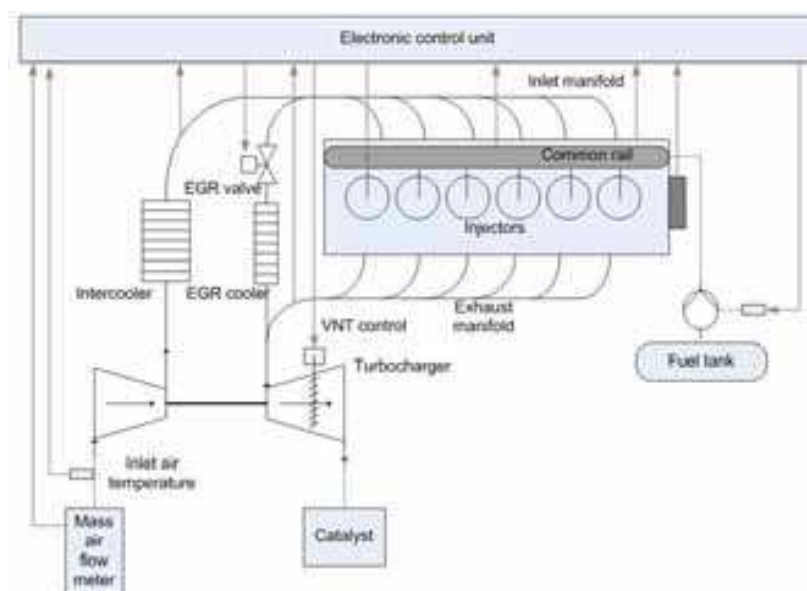 Electronic control unit
Inlet manifold
Common rail
EGR valve
Injectors
Intercooler
EGR cooler
Exhaust
manifold
VNT control
Turbocharger
Fuel tank
Inlet air
temperature
Mass
air
flow
meter
Catalyst